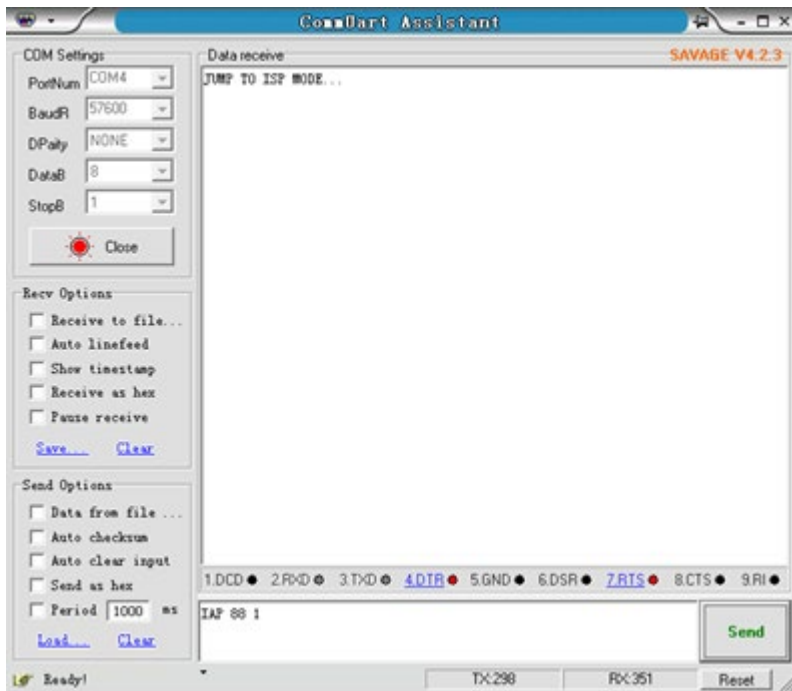 CommUart Assistant
COM Settings
PortNum COM4
BaudR 57600
DPaity NONE
DataB 8
StopB 1
Close
Recv Options
Receive to file...
Auto linefeed
Show timestamp
Receive as hex
Pause receive
Save... Clear
Send Options
Data from file ...
Auto checksum
Auto clear input
Send as hex
Period 1000 ms
Load... Clear
Data receive SAVAGE V4.2.3
JUMP TO ISP MODE...
1.DCD 2.RXD 3.TXD 4.DTR 5.GND 6.DSR 7.RTS 8.CTS 9.RI
IAP 88 1
Send
Ready! TX:298 RX:351 Reset